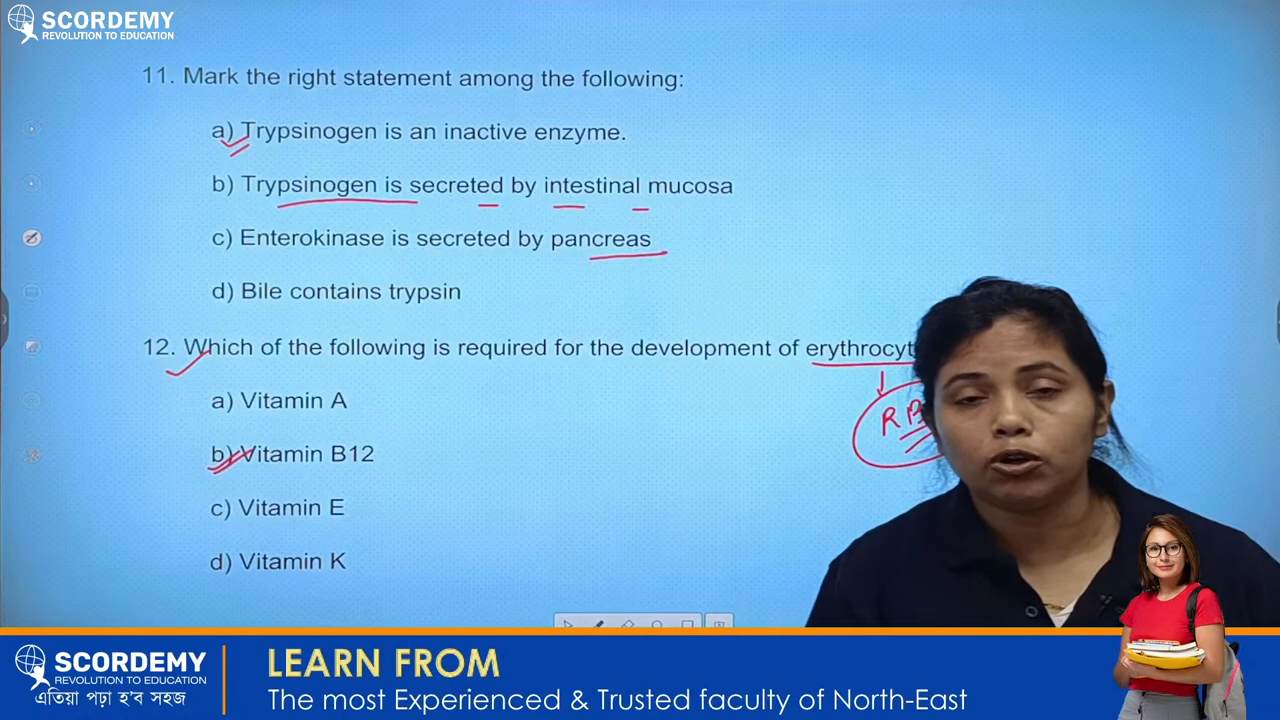 SCORDEMY
REVOLUTION TO EDUCATION
11. Mark the right statement among the following:
a) Trypsinogen is an inactive enzyme.
b) Trypsinogen is secreted by intestinal mucosa
c) Enterokinase is secreted by pancreas
d) Bile contains trypsin
12. Which of the following is required for the development of
a) Vitamin A
b) Vitamin B12
c) Vitamin E
d) Vitamin K
SCORDEMY
REVOLUTION TO EDUCATION
এতিয়া পঢ়া হ'ব সহজ
LEARN FROM
The most Experienced & Trusted faculty of North-East